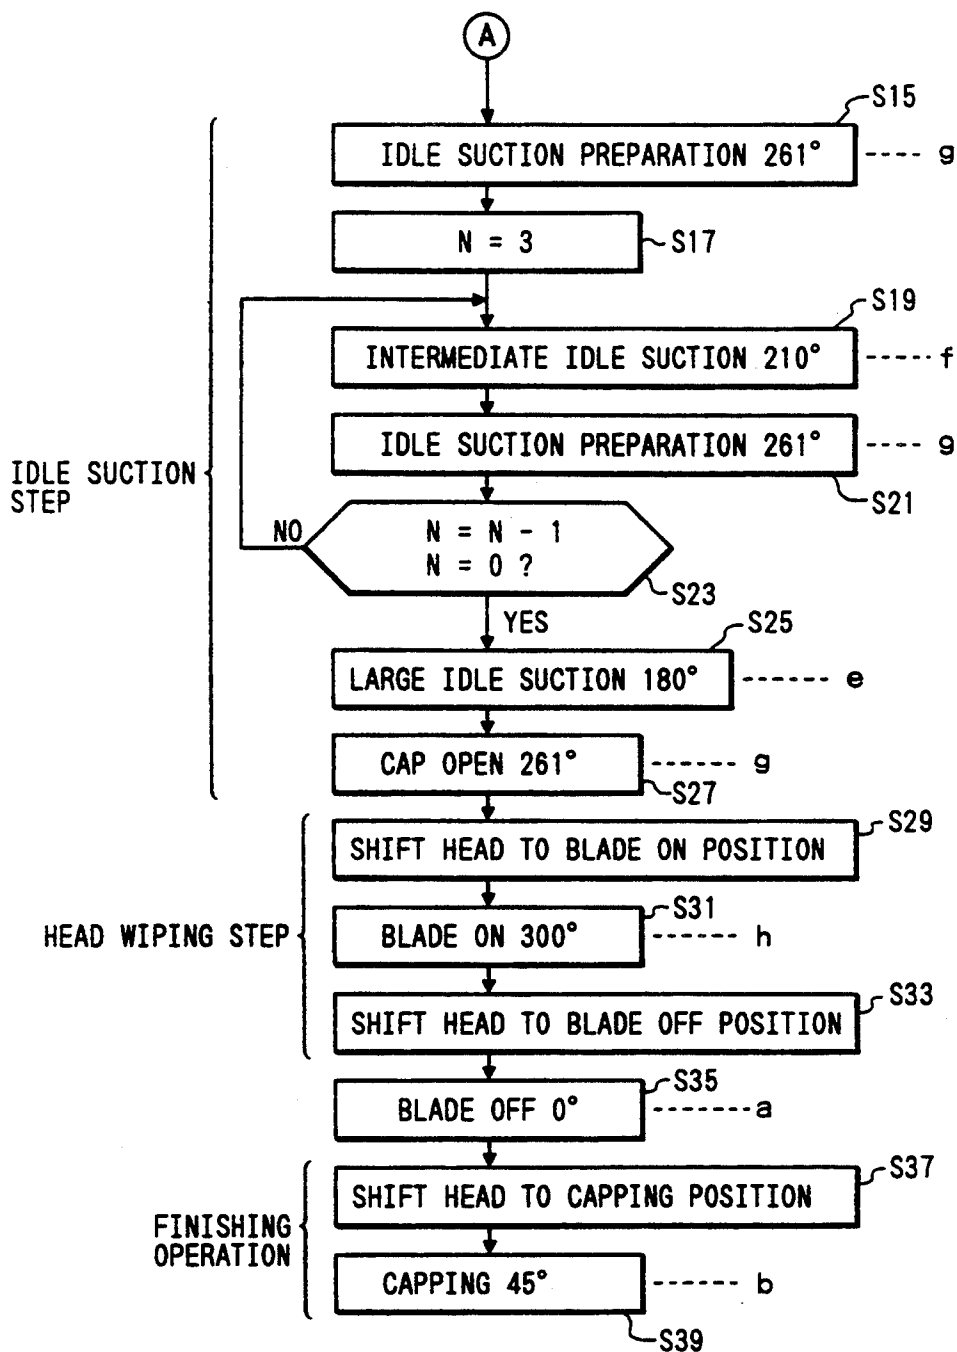 A
S15
IDLE SUCTION PREPARATION 261° ---- g
N = 3
S17
S19
INTERMEDIATE IDLE SUCTION 210° ----- f
IDLE SUCTION PREPARATION 261° ---- g
S21
IDLE SUCTION
STEP
NO
N = N - 1
N = 0 ?
S23
YES
S25
LARGE IDLE SUCTION 180° ------ e
CAP OPEN 261° ------ g
S27
S29
SHIFT HEAD TO BLADE ON POSITION
S31
HEAD WIPING STEP
BLADE ON 300° ------ h
S33
SHIFT HEAD TO BLADE OFF POSITION
S35
BLADE OFF 0° ------- a
S37
SHIFT HEAD TO CAPPING POSITION
FINISHING
OPERATION
CAPPING 45° ------ b
S39